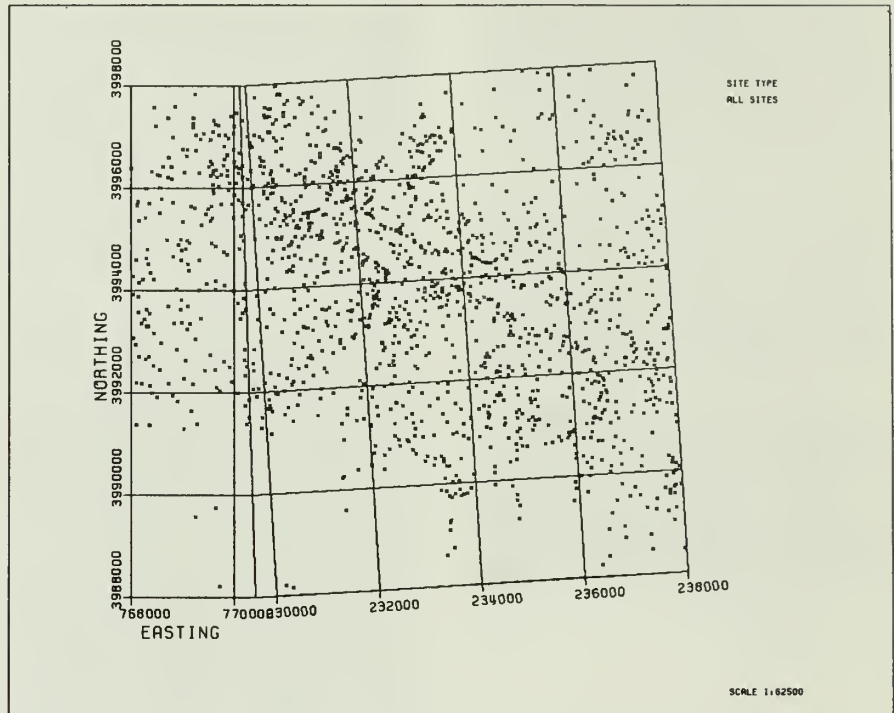 SITE TYPE
ALL SITES
3998000
3996000
3994000
3992000
3990000
3988000
NORTHING
768000
770000
230000
232000
234000
236000
238000
EASTING
SCALE 1:62500